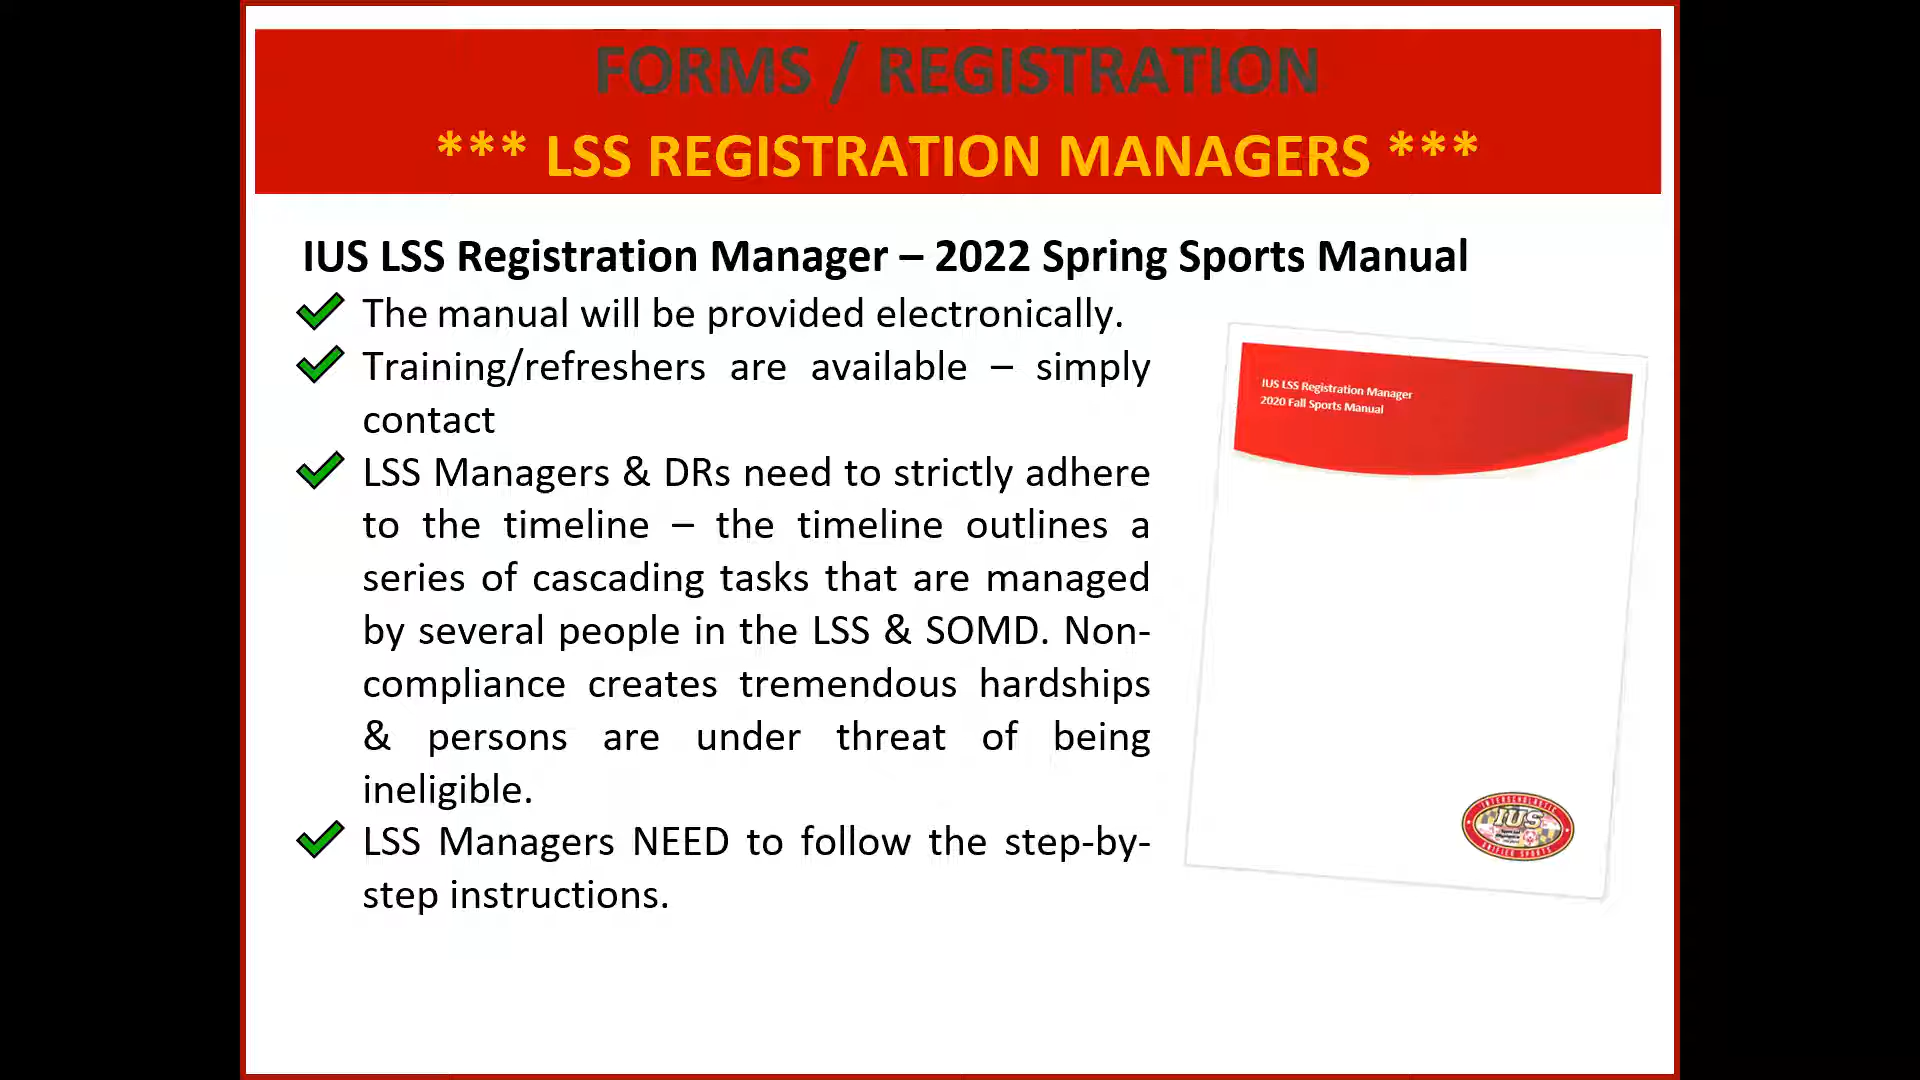 FORMS / REGISTRATION
*** LSS REGISTRATION MANAGERS ***
IUS LSS Registration Manager – 2022 Spring Sports Manual
The manual will be provided electronically.
Training/refreshers are available – simply
contact
LSS Managers & DRs need to strictly adhere
to the timeline – the timeline outlines a
series of cascading tasks that are managed
by several people in the LSS & SOMD. Non-
compliance creates tremendous hardships
& persons are under threat of being
ineligible.
LSS Managers NEED to follow the step-by-
step instructions.
IUS LSS Registration Manager
2020 Fall Sports Manual
INTERSCHOLASTIC
IUS
UNIFIED SPORTS